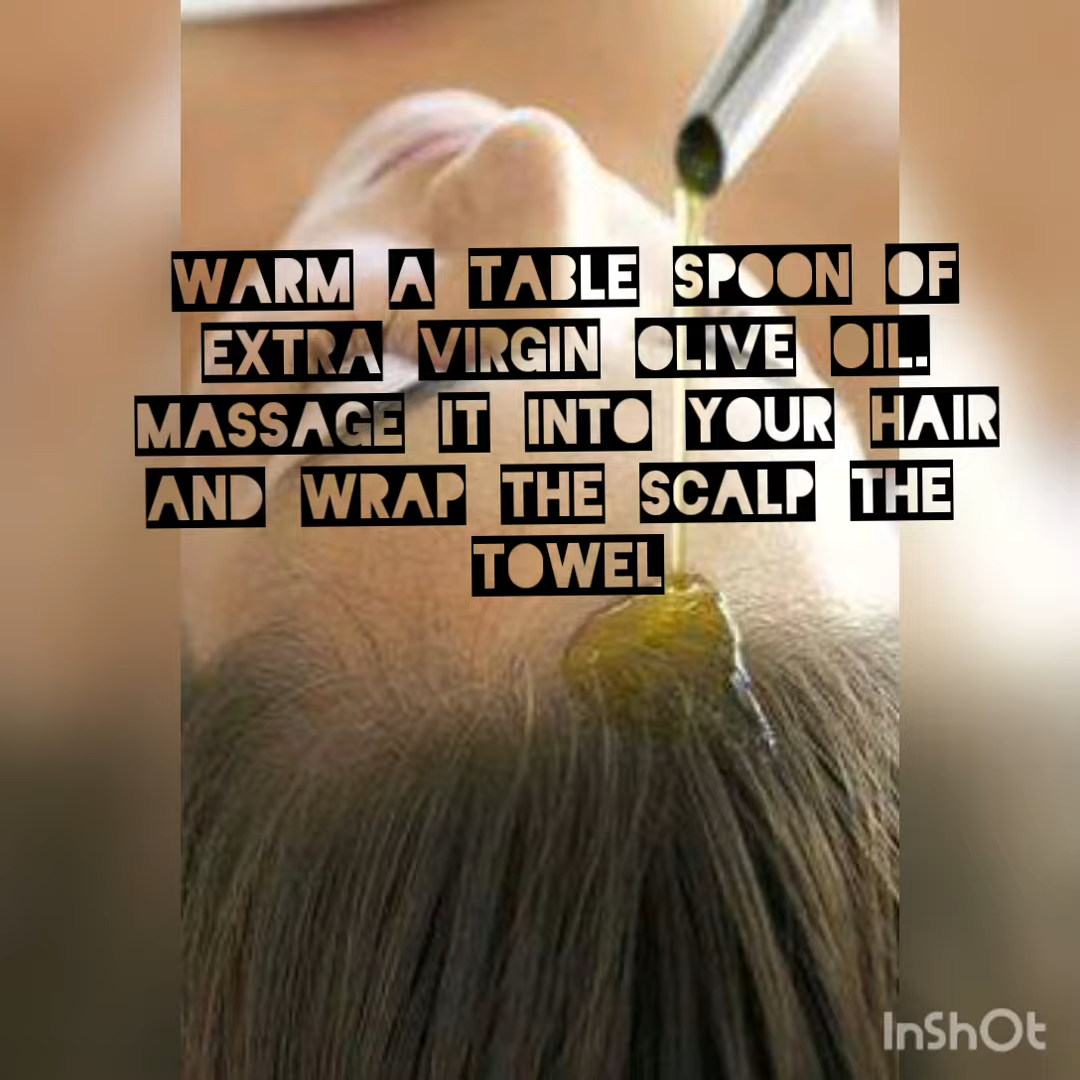 WARM A TABLE SPOON OF
EXTRA VIRGIN OLIVE OIL.
MASSAGE IT INTO YOUR HAIR
AND WRAP THE SCALP THE
TOWEL
InShOt